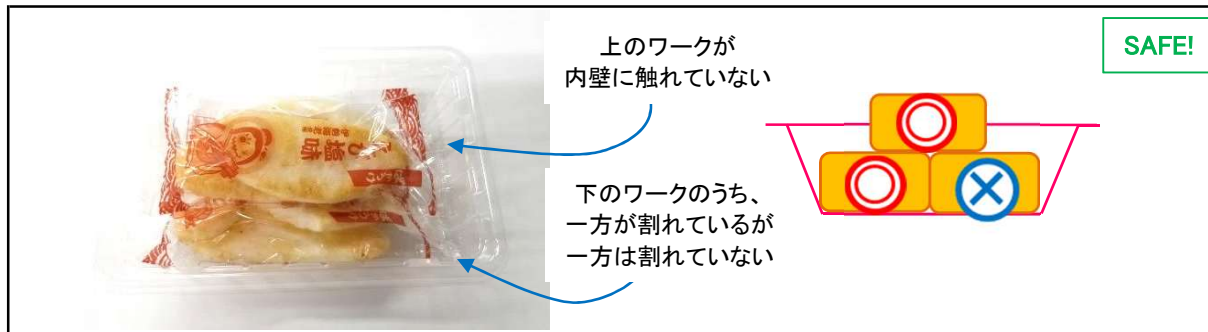 上のワークが
内壁に触れていない
SAFE!
下のワークのうち、
一方が割れているが
一方は割れていない